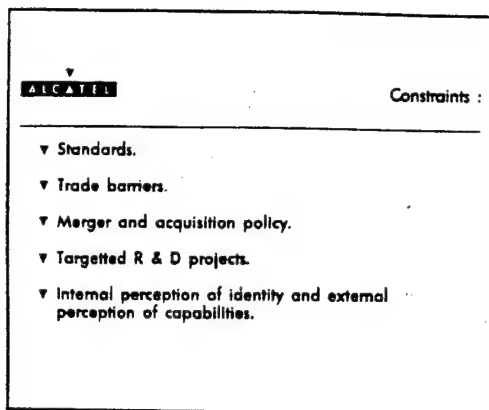 ALCATEL
Constraints :
▼ Standards.
▼ Trade barriers.
▼ Merger and acquisition policy.
▼ Targetted R & D projects.
▼ Internal perception of identity and external
perception of capabilities.